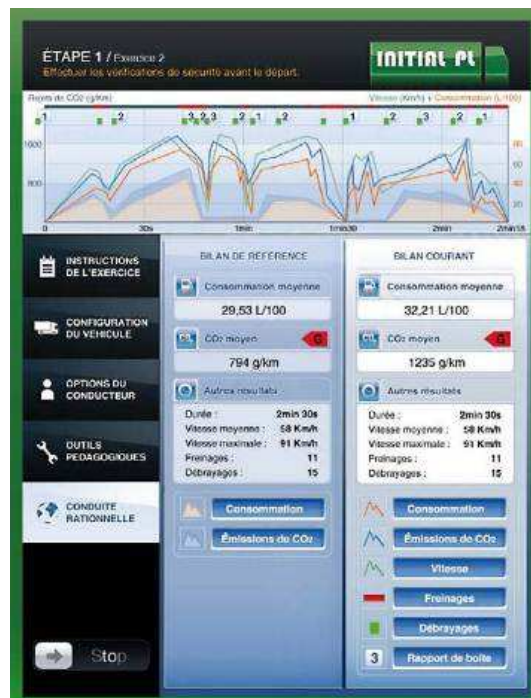 ÉTAPE 1 / Exercice 2
Effectuer les vérifications de sécurité avant le départ.
INITIAL PL
Rejets de CO2 (g/Km)
Vitesse (Km/h) + Consommation (L/100)
1 2 3 2 3 2 1 2 1 2 3 2 1
1000
800
80
60
40
20
0 30s 1min 1min30 2min 2min15
INSTRUCTIONS
DE L'EXERCICE
CONFIGURATION
DU VÉHICULE
OPTIONS DU
CONDUCTEUR
OUTILS
PÉDAGOGIQUES
CONDUITE
RATIONNELLE
Stop
BILAN DE RÉFÉRENCE
Consommation moyenne
29,53 L/100
CO2 moyen
G
794 g/km
Autres résultats
Durée : 2min 30s
Vitesse moyenne : 58 Km/h
Vitesse maximale : 91 Km/h
Freinages : 11
Débrayages : 15
Consommation
Émissions de CO2
BILAN COURANT
Consommation moyenne
32,21 L/100
CO2 moyen
G
1235 g/km
Autres résultats
Durée : 2min 30s
Vitesse moyenne : 58 Km/h
Vitesse maximale : 91 Km/h
Freinages : 11
Débrayages : 15
Consommation
Émissions de CO2
Vitesse
Freinages
Débrayages
3 Rapport de boîte